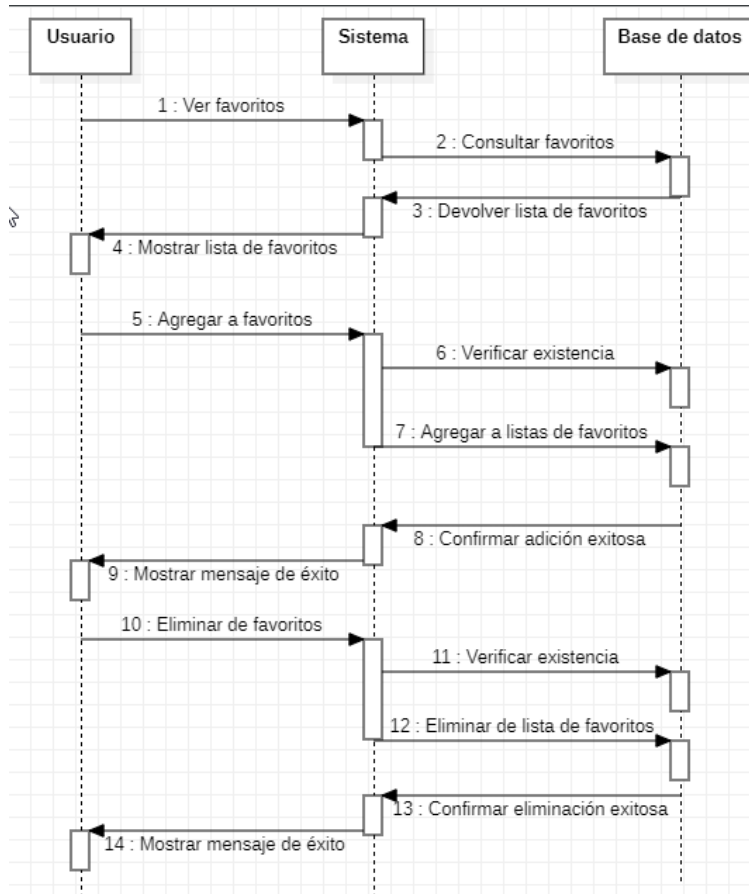 Usuario
Sistema
Base de datos
1 : Ver favoritos
2 : Consultar favoritos
3 : Devolver lista de favoritos
4 : Mostrar lista de favoritos
5 : Agregar a favoritos
6 : Verificar existencia
7 : Agregar a listas de favoritos
8 : Confirmar adición exitosa
9 : Mostrar mensaje de éxito
10 : Eliminar de favoritos
11 : Verificar existencia
12 : Eliminar de lista de favoritos
13 : Confirmar eliminación exitosa
14 : Mostrar mensaje de éxito